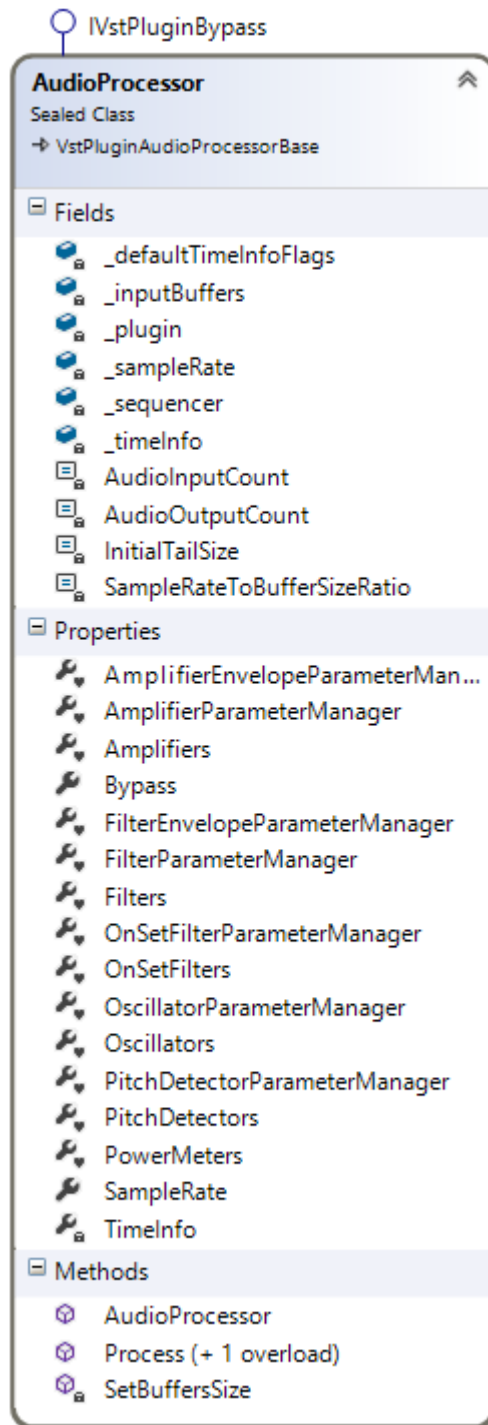 IVstPluginBypass
AudioProcessor
Sealed Class
VstPluginAudioProcessorBase
Fields
_defaultTimeInfoFlags
_inputBuffers
_plugin
_sampleRate
_sequencer
_timeInfo
AudioInputCount
AudioOutputCount
InitialTailSize
SampleRateToBufferSizeRatio
Properties
AmplifierEnvelopeParameterMan...
AmplifierParameterManager
Amplifiers
Bypass
FilterEnvelopeParameterManager
FilterParameterManager
Filters
OnSetFilterParameterManager
OnSetFilters
OscillatorParameterManager
Oscillators
PitchDetectorParameterManager
PitchDetectors
PowerMeters
SampleRate
TimeInfo
Methods
AudioProcessor
Process (+ 1 overload)
SetBuffersSize